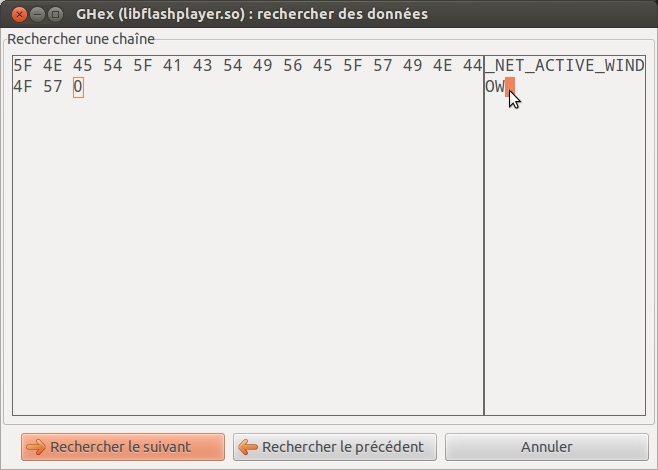 GHex (libflashplayer.so) : rechercher des données
Rechercher une chaîne
5F 4E 45 54 5F 41 43 54 49 56 45 5F 57 49 4E 44 _NET_ACTIVE_WIND
4F 57 0 OW
Rechercher le suivant Rechercher le précédent Annuler